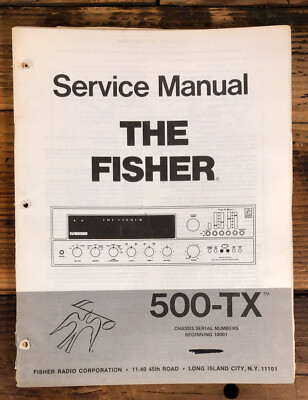 Service Manual
THE
FISHER®
THE FISHER
500-TX™
CHASSIS SERIAL NUMBERS
BEGINNING 10001
FISHER RADIO CORPORATION • 11-40 45th ROAD • LONG ISLAND CITY, N.Y. 11101